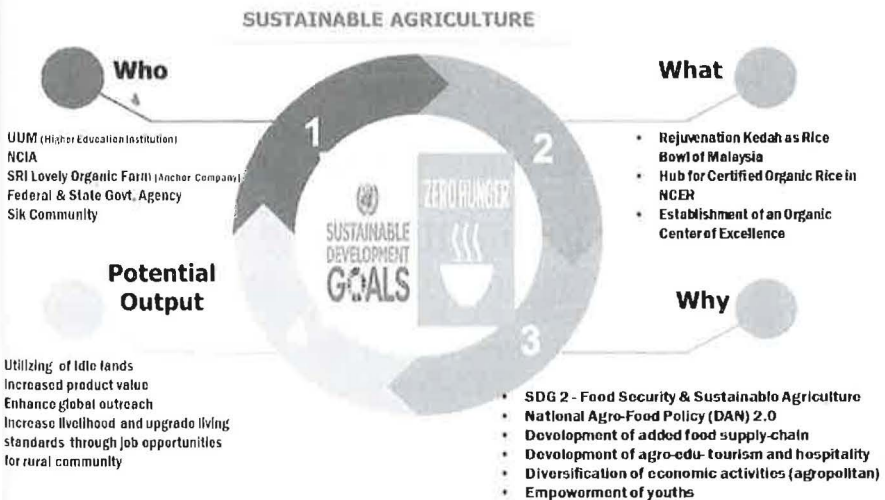 SUSTAINABLE AGRICULTURE
Who
UUM (Higher Education Institution)
NCIA
SRI Lovely Organic Farm (Anchor Company)
Federal & State Govt. Agency
Sik Community
What
• Rejuvenation Kedah as Rice
Bowl of Malaysia
• Hub for Certified Organic Rice in
NCER
• Establishment of an Organic
Center of Excellence
1
2
3
SUSTAINABLE
DEVELOPMENT
GOALS
ZERO HUNGER
Potential
Output
Utilizing of Idle lands
Increased product value
Enhance global outreach
Increase livelihood and upgrade living
standards through job opportunities
for rural community
Why
• SDG 2 - Food Security & Sustainable Agriculture
• National Agro-Food Policy (DAN) 2.0
• Development of added food supply-chain
• Development of agro-edu- tourism and hospitality
• Diversification of economic activities (agropolitan)
• Empowerment of youths